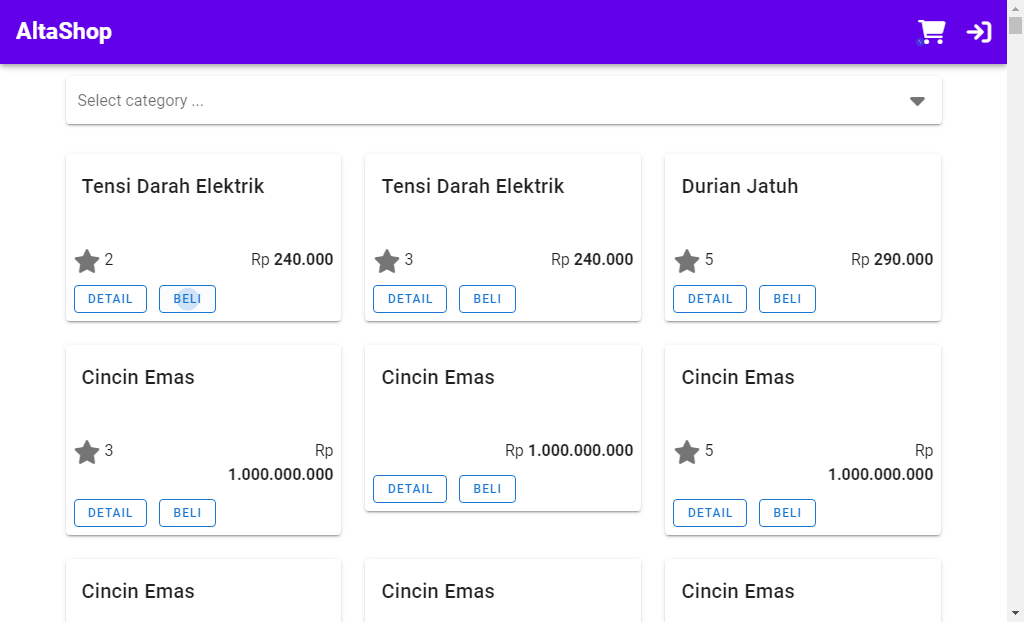 AltaShop
Select category ...
Tensi Darah Elektrik
2
Rp 240.000
DETAIL
BELI
Tensi Darah Elektrik
3
Rp 240.000
DETAIL
BELI
Durian Jatuh
5
Rp 290.000
DETAIL
BELI
Cincin Emas
3
Rp
1.000.000.000
DETAIL
BELI
Cincin Emas
Rp 1.000.000.000
DETAIL
BELI
Cincin Emas
5
Rp
1.000.000.000
DETAIL
BELI
Cincin Emas
Cincin Emas
Cincin Emas